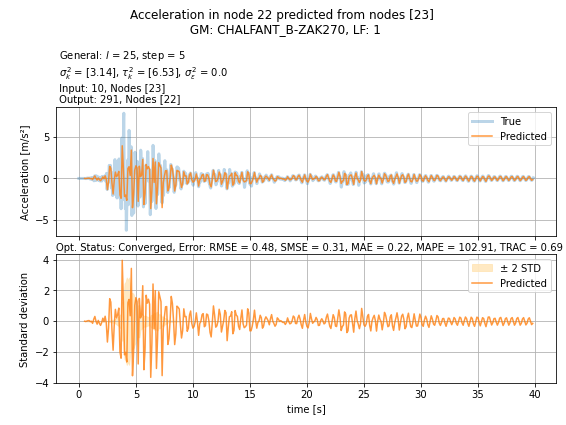 Acceleration in node 22 predicted from nodes [23]
GM: CHALFANT_B-ZAK270, LF: 1
General: l = 25, step = 5
σ²ₖ = [3.14], τ²ₖ = [6.53], σ²ε = 0.0
Input: 10, Nodes [23]
Output: 291, Nodes [22]
Acceleration [m/s²]
5
0
−5
True
Predicted
Opt. Status: Converged, Error: RMSE = 0.48, SMSE = 0.31, MAE = 0.22, MAPE = 102.91, TRAC = 0.69
Standard deviation
4
2
0
−2
−4
± 2 STD
Predicted
0 5 10 15 20 25 30 35 40
time [s]